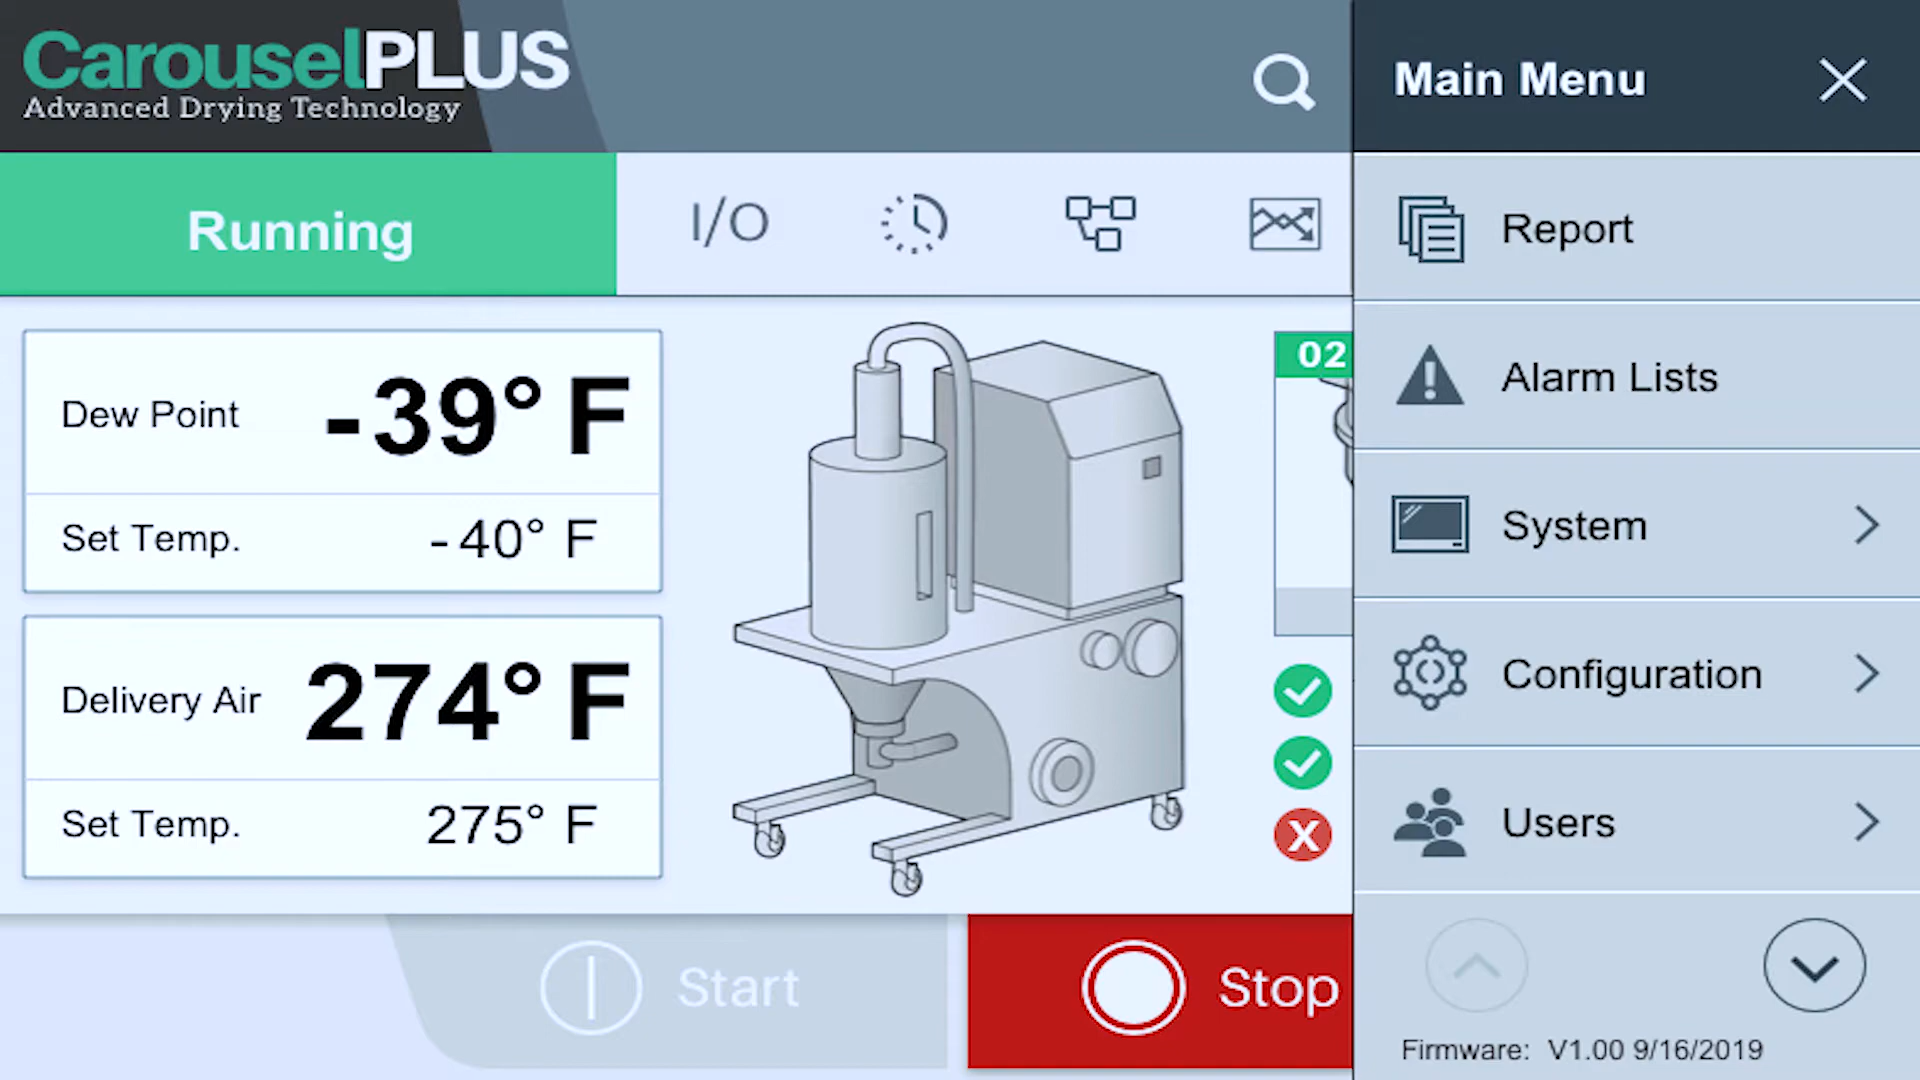 CarouselPLUS
Advanced Drying Technology
Main Menu
Running
I/O
Report
Alarm Lists
System
Configuration
Users
Dew Point -39° F
Set Temp. -40° F
Delivery Air 274° F
Set Temp. 275° F
02
Start
Stop
Firmware: V1.00 9/16/2019